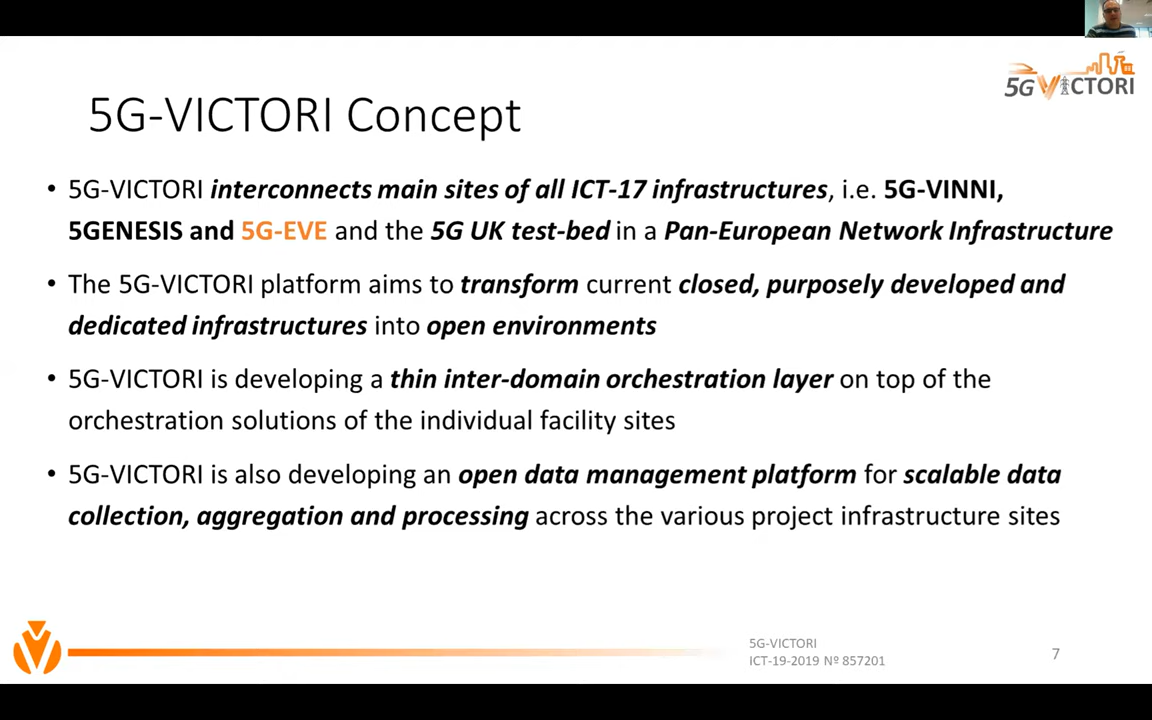 5G VICTORI
5G-VICTORI Concept
• 5G-VICTORI interconnects main sites of all ICT-17 infrastructures, i.e. 5G-VINNI,
5GENESIS and 5G-EVE and the 5G UK test-bed in a Pan-European Network Infrastructure
• The 5G-VICTORI platform aims to transform current closed, purposely developed and
dedicated infrastructures into open environments
• 5G-VICTORI is developing a thin inter-domain orchestration layer on top of the
orchestration solutions of the individual facility sites
• 5G-VICTORI is also developing an open data management platform for scalable data
collection, aggregation and processing across the various project infrastructure sites
5G-VICTORI
ICT-19-2019 Nº 857201
7